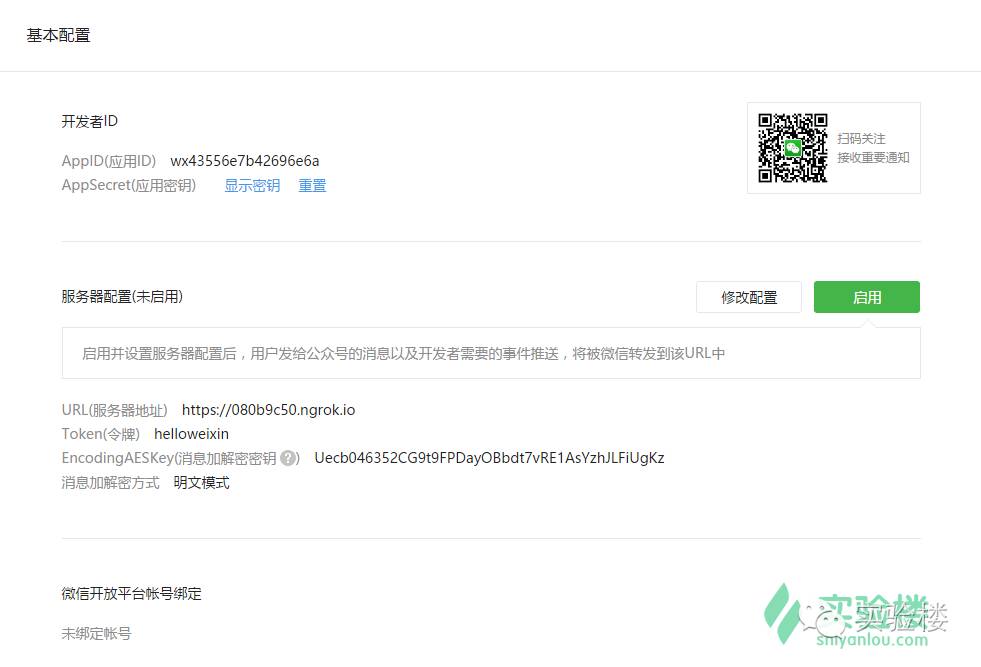 基本配置
开发者ID
AppID(应用ID) wx43556e7b42696e6a
AppSecret(应用密钥) 显示密钥 重置
扫码关注
接收重要通知
服务器配置(未启用)
修改配置
启用
启用并设置服务器配置后，用户发给公众号的消息以及开发者需要的事件推送，将被微信转发到该URL中
URL(服务器地址) https://080b9c50.ngrok.io
Token(令牌) helloweixin
EncodingAESKey(消息加解密密钥 ?) Uecb046352CG9t9FPDayOBbdt7vRE1AsYzhJLFiUgKz
消息加解密方式 明文模式
微信开放平台帐号绑定
未绑定帐号
实验楼
实验楼
shiyanlou.com